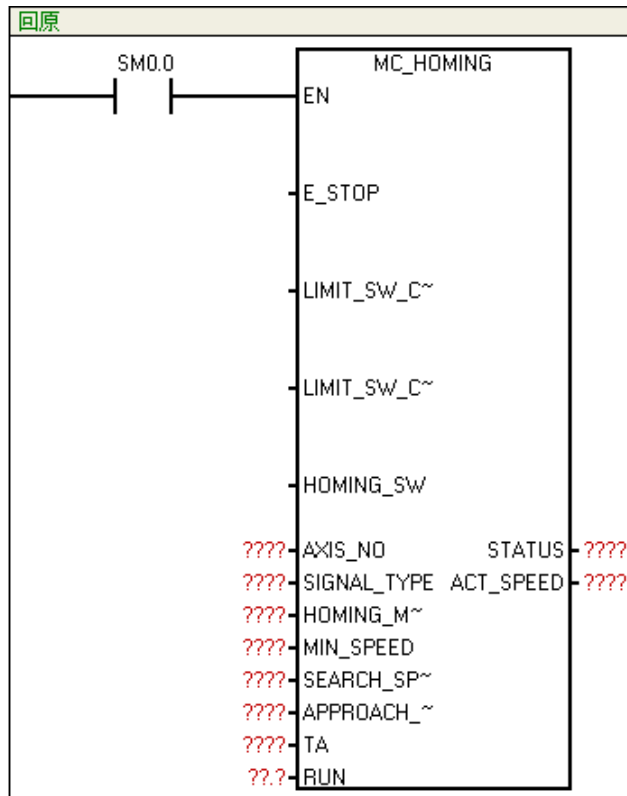 回原
SM0.0
MC_HOMING
EN
E_STOP
LIMIT_SW_C~
LIMIT_SW_C~
HOMING_SW
????-AXIS_NO STATUS-????
????-SIGNAL_TYPE ACT_SPEED-????
????-HOMING_M~
????-MIN_SPEED
????-SEARCH_SP~
????-APPROACH_~
????-TA
??.?-RUN